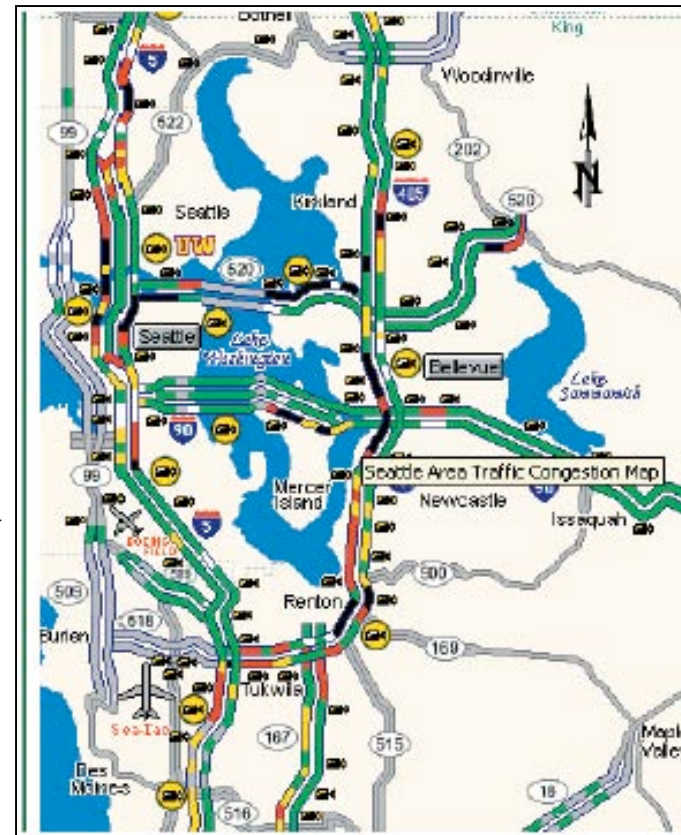 Bothell
King
5
Woodinville
99
522
202
405
Seattle
Kirkland
520
UW
520
Seattle
Lake Washington
Bellevue
Lake Sammamish
90
Seattle Area Traffic Congestion Map
99
Mercer Island
Newcastle
90
Issaquah
5
BOEING FIELD
900
509
Renton
Burien
518
169
Tukwila
Sea-Tac
167
515
Maple Valley
Des Moines
18
516